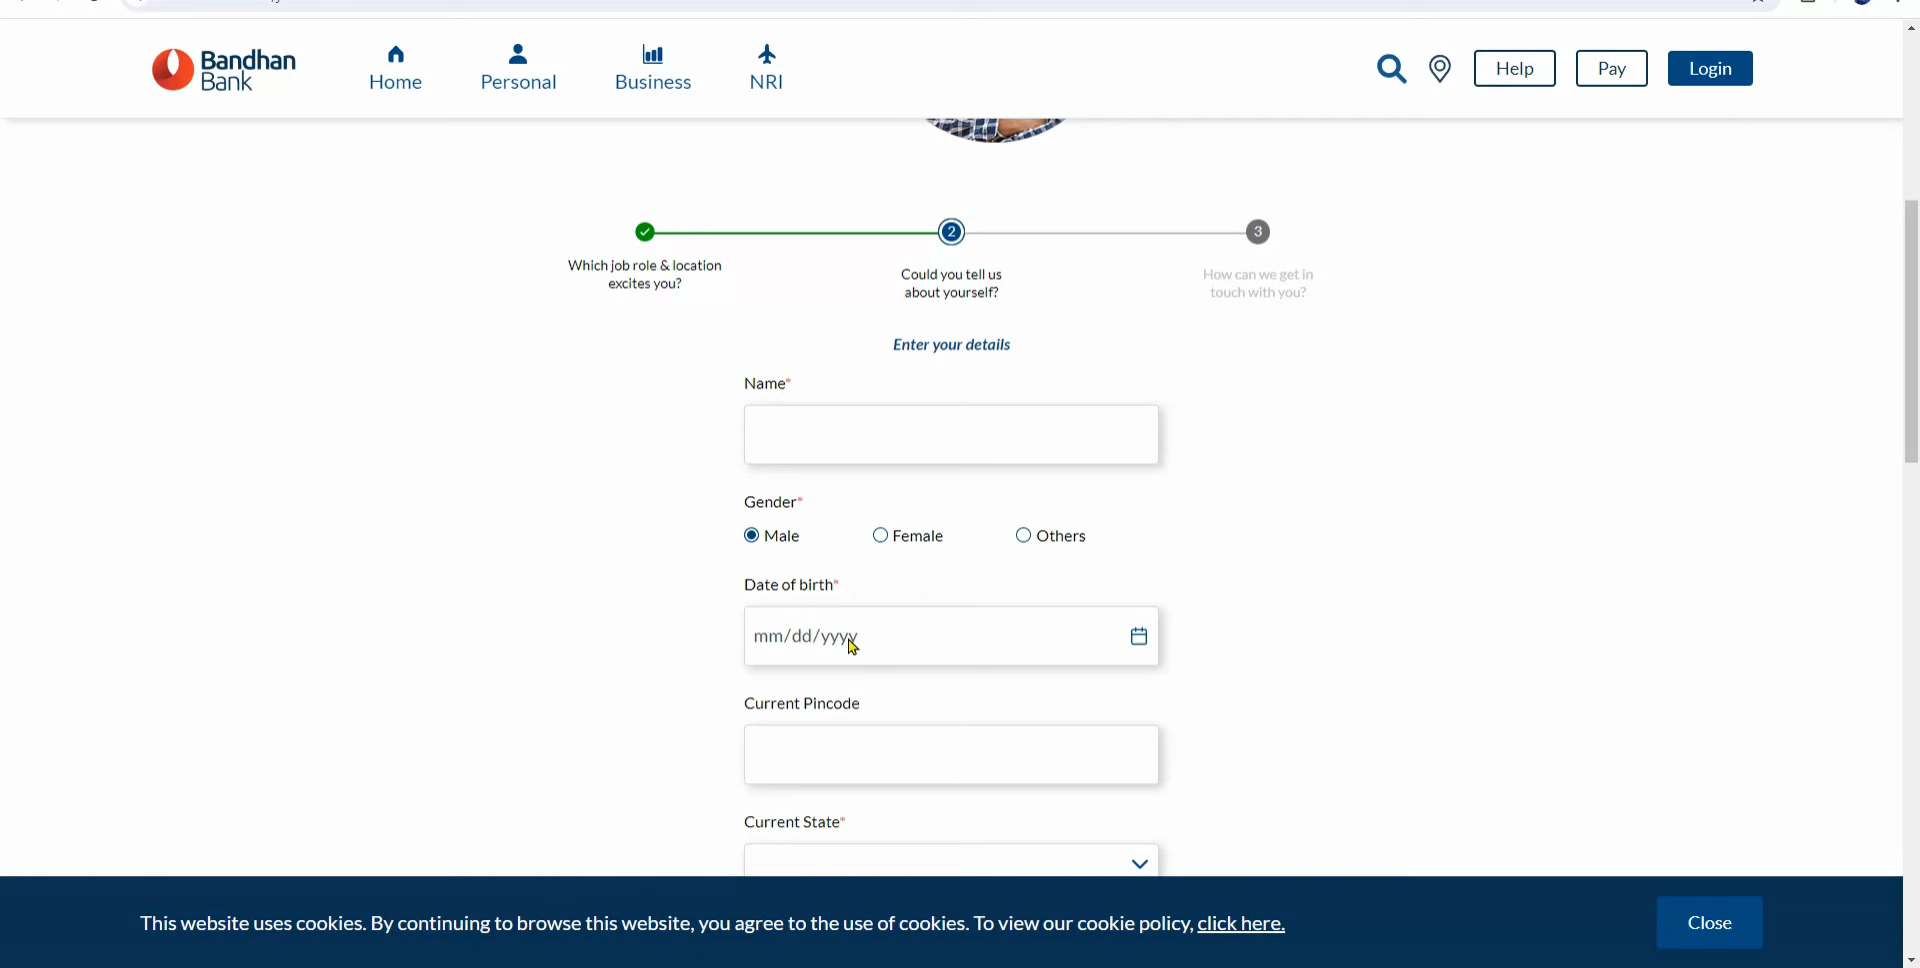 Bandhan
Bank
Home
Personal
Business
NRI
Help
Pay
Login
2
3
Which job role & location
excites you?
Could you tell us
about yourself?
How can we get in
touch with you?
Enter your details
Name*
Gender*
Male
Female
Others
Date of birth*
mm/dd/yyyy
Current Pincode
Current State*
This website uses cookies. By continuing to browse this website, you agree to the use of cookies. To view our cookie policy, click here.
Close